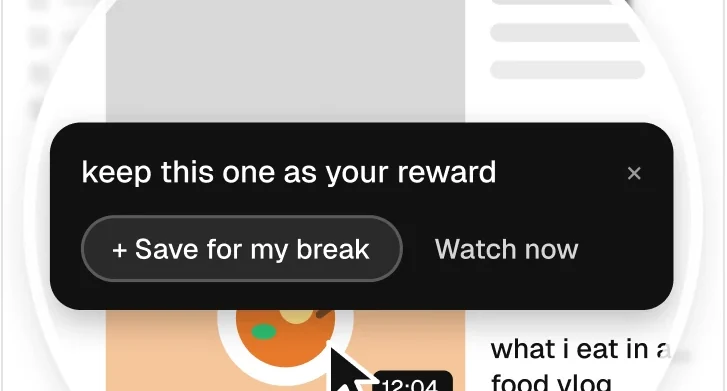 keep this one as your reward
×
+ Save for my break
Watch now
what i eat in a
food vlog
12:04